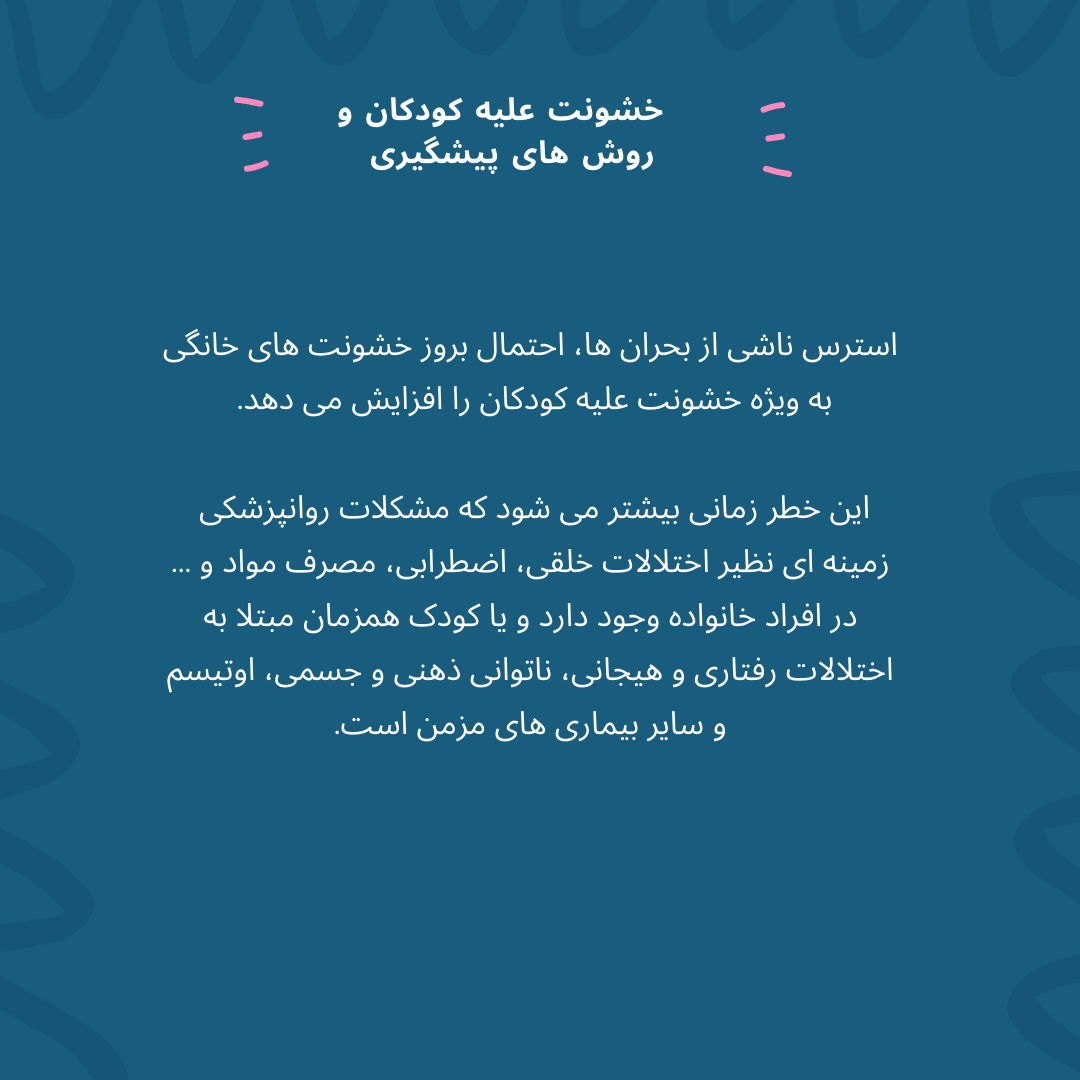 خشونت علیه کودکان و
روش های پیشگیری
استرس ناشی از بحران ها، احتمال بروز خشونت های خانگی
به ویژه خشونت علیه کودکان را افزایش می دهد.
این خطر زمانی بیشتر می شود که مشکلات روانپزشکی
زمینه ای نظیر اختلالات خلقی، اضطرابی، مصرف مواد و ...
در افراد خانواده وجود دارد و یا کودک همزمان مبتلا به
اختلالات رفتاری و هیجانی، ناتوانی ذهنی و جسمی، اوتیسم
و سایر بیماری های مزمن است.